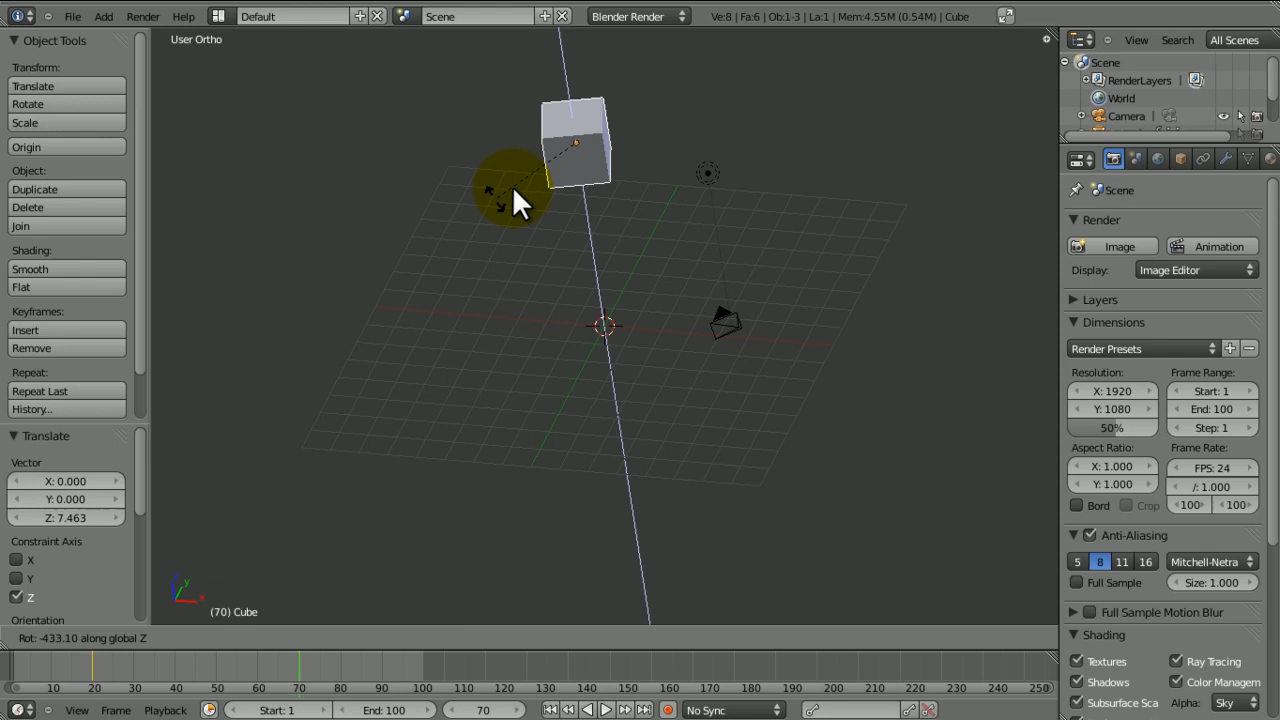 File Add Render Help Default Scene Blender Render Ve:8 | Fa:6 | Ob:1-3 | La:1 | Mem:4.55M (0.54M) | Cube
Object Tools
Transform:
Translate
Rotate
Scale
Origin
Object:
Duplicate
Delete
Join
Shading:
Smooth
Flat
Keyframes:
Insert
Remove
Repeat:
Repeat Last
History...
Translate
Vector
X: 0.000
Y: 0.000
Z: 7.463
Constraint Axis
X
Y
Z
Orientation
User Ortho
y
x
(70) Cube
Rot: -433.10 along global Z
View Search All Scenes
Scene
RenderLayers |
World
Camera |
Scene
Render
Image Animation
Display: Image Editor
Layers
Dimensions
Render Presets
Resolution: Frame Range:
X: 1920 Start: 1
Y: 1080 End: 100
50% Step: 1
Aspect Ratio: Frame Rate:
X: 1.000 FPS: 24
Y: 1.000 /: 1.000
Bord Crop 100 100
Anti-Aliasing
5 8 11 16 Mitchell-Netra
Full Sample Size: 1.000
Full Sample Motion Blur
Shading
Textures Ray Tracing
Shadows Color Managem
Subsurface Sca Alpha: Sky
10 20 30 40 50 60 70 80 90 100 110 120 130 140 150 160 170 180 190 200 210 220 230 240 250
View Frame Playback Start: 1 End: 100 70 No Sync